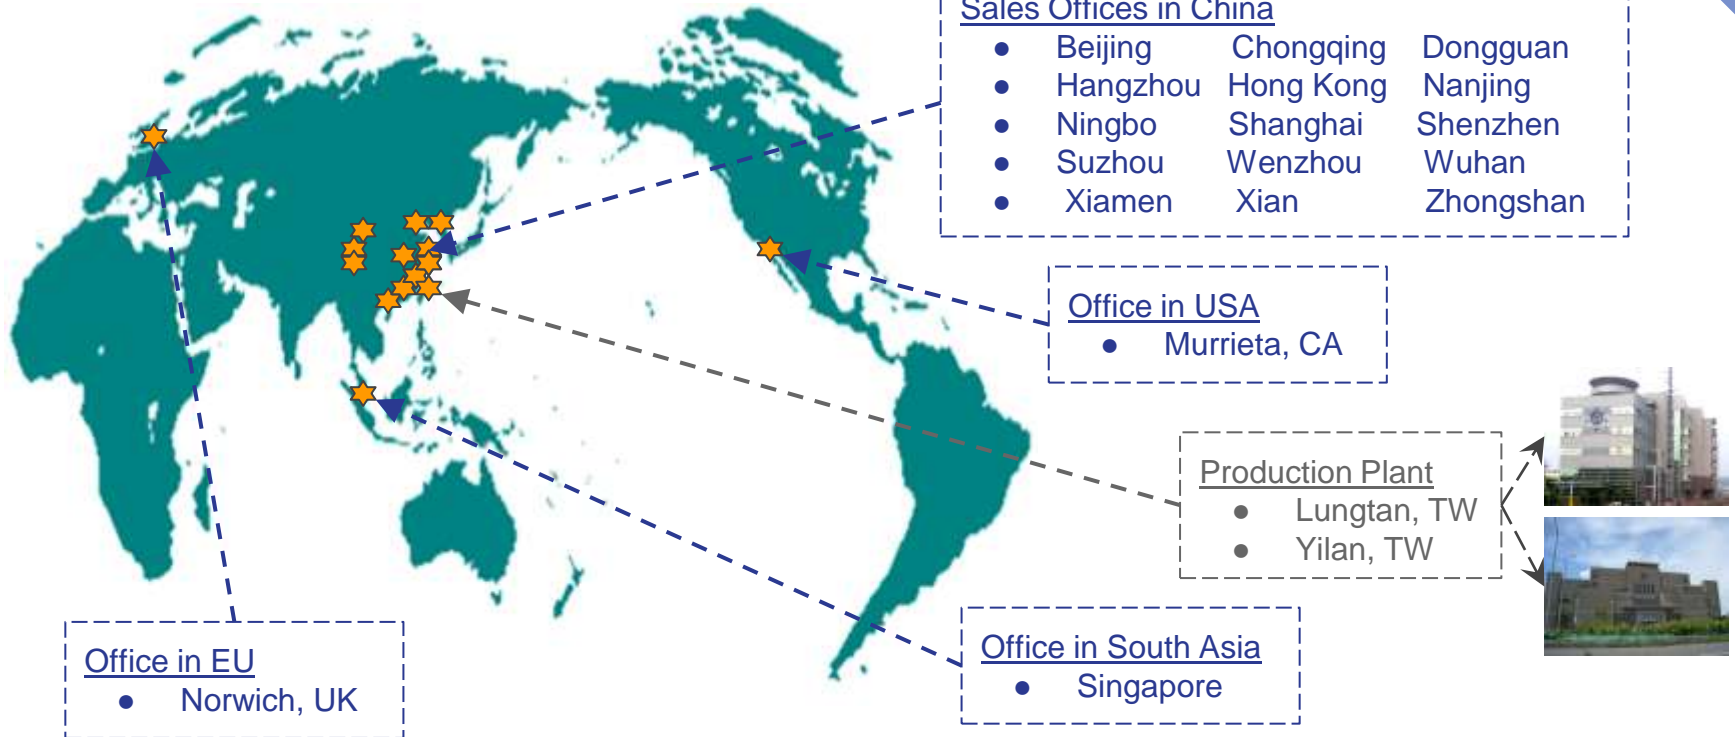 Sales Offices in China
● Beijing Chongqing Dongguan
● Hangzhou Hong Kong Nanjing
● Ningbo Shanghai Shenzhen
● Suzhou Wenzhou Wuhan
● Xiamen Xian Zhongshan
Office in USA
● Murrieta, CA
Production Plant
● Lungtan, TW
● Yilan, TW
Office in EU
● Norwich, UK
Office in South Asia
● Singapore